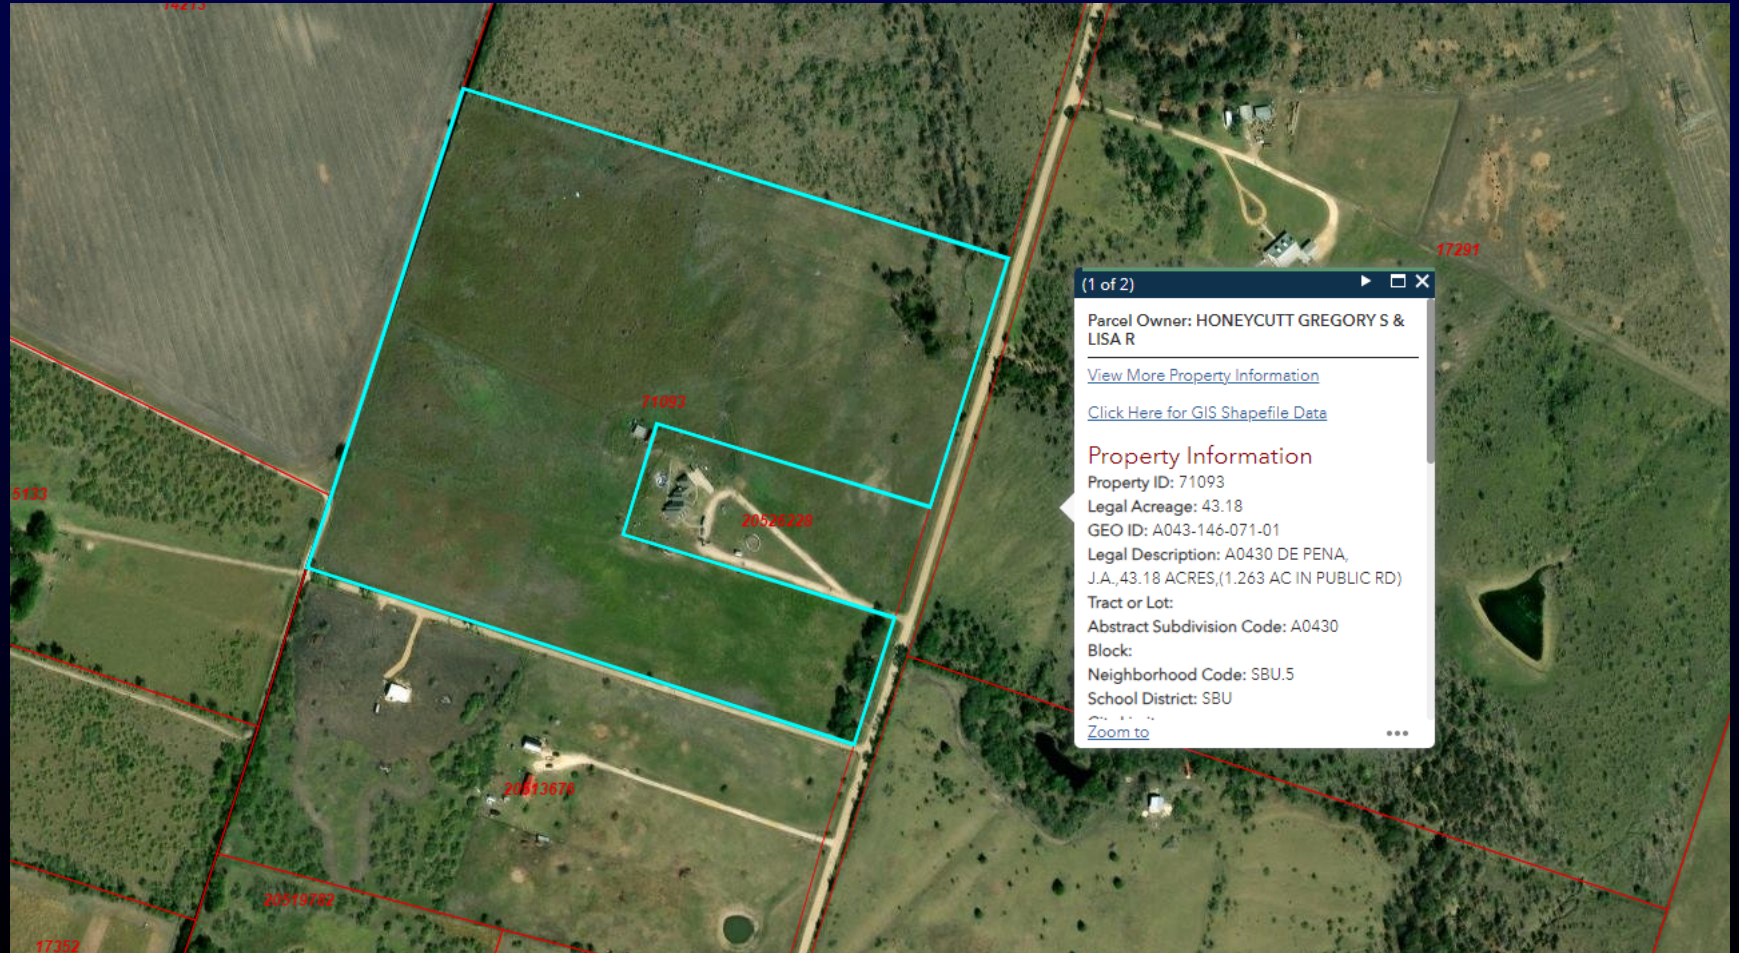 14213
17291
71093
5133
20526228
20513678
20519782
17352
(1 of 2)
Parcel Owner: HONEYCUTT GREGORY S &
LISA R
View More Property Information
Click Here for GIS Shapefile Data
Property Information
Property ID: 71093
Legal Acreage: 43.18
GEO ID: A043-146-071-01
Legal Description: A0430 DE PENA,
J.A.,43.18 ACRES,(1.263 AC IN PUBLIC RD)
Tract or Lot:
Abstract Subdivision Code: A0430
Block:
Neighborhood Code: SBU.5
School District: SBU
Zoom to